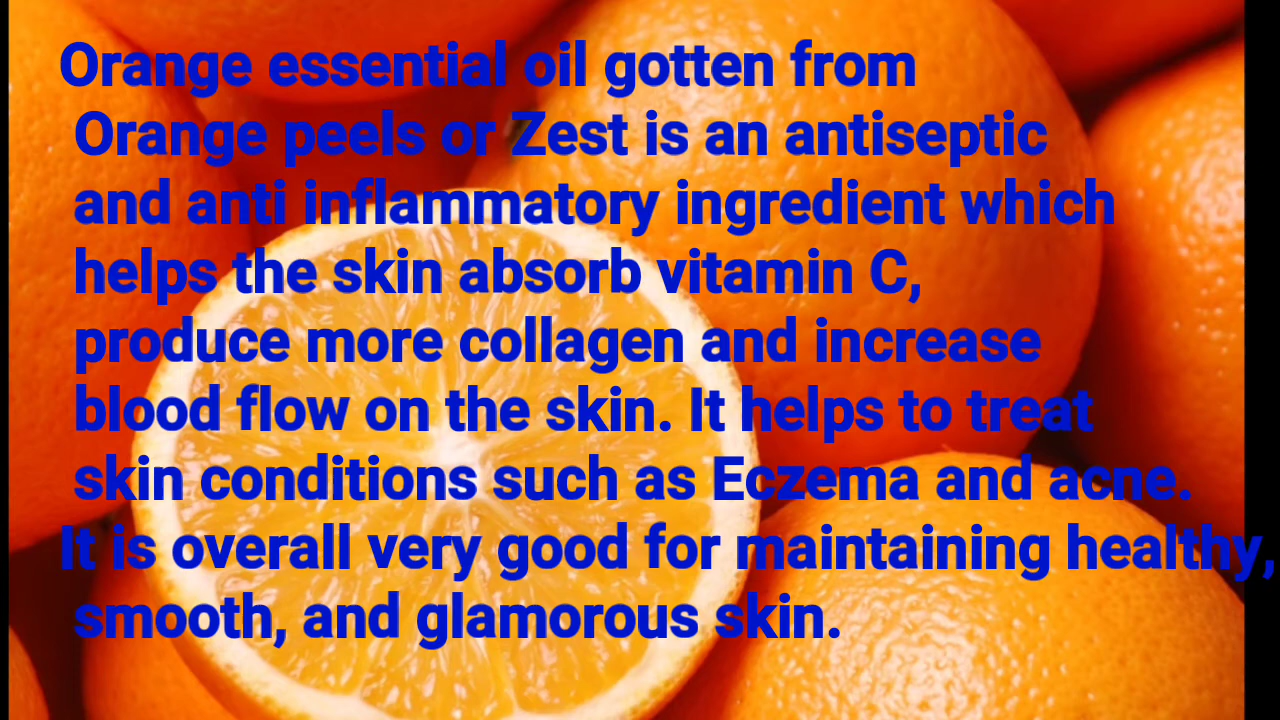 Orange essential oil gotten from
Orange peels or Zest is an antiseptic
and anti inflammatory ingredient which
helps the skin absorb vitamin C,
produce more collagen and increase
blood flow on the skin. It helps to treat
skin conditions such as Eczema and acne.
It is overall very good for maintaining healthy,
smooth, and glamorous skin.